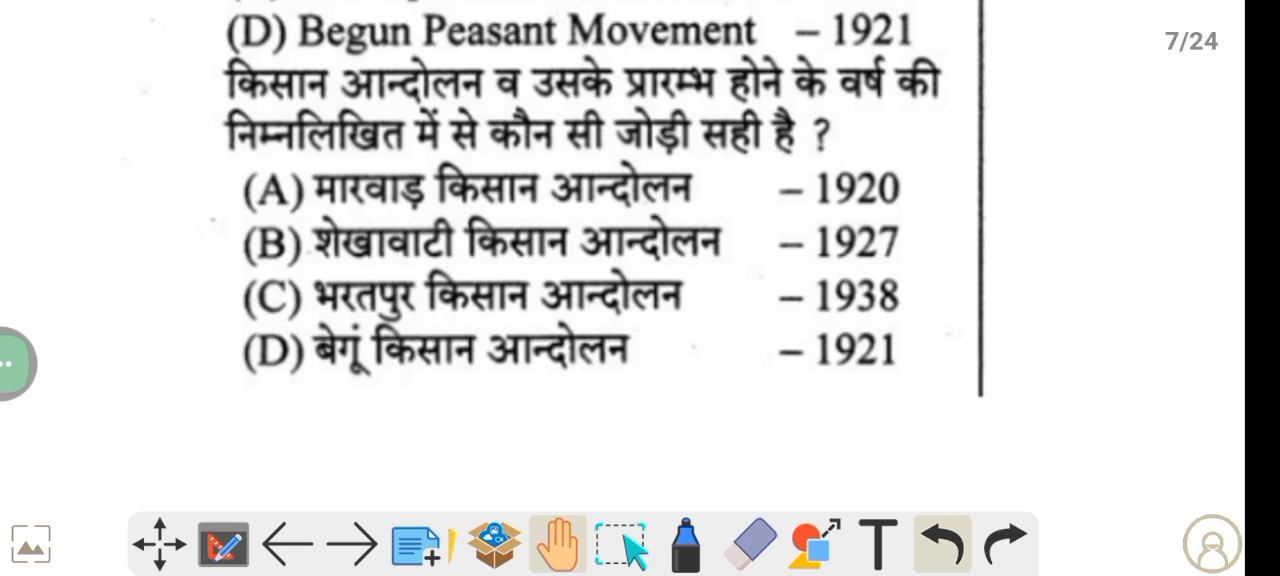 (D) Begun Peasant Movement – 1921
7/24
किसान आन्दोलन व उसके प्रारम्भ होने के वर्ष की
निम्नलिखित में से कौन सी जोड़ी सही है ?
(A) मारवाड़ किसान आन्दोलन – 1920
(B) शेखावाटी किसान आन्दोलन – 1927
(C) भरतपुर किसान आन्दोलन – 1938
(D) बेगूं किसान आन्दोलन – 1921